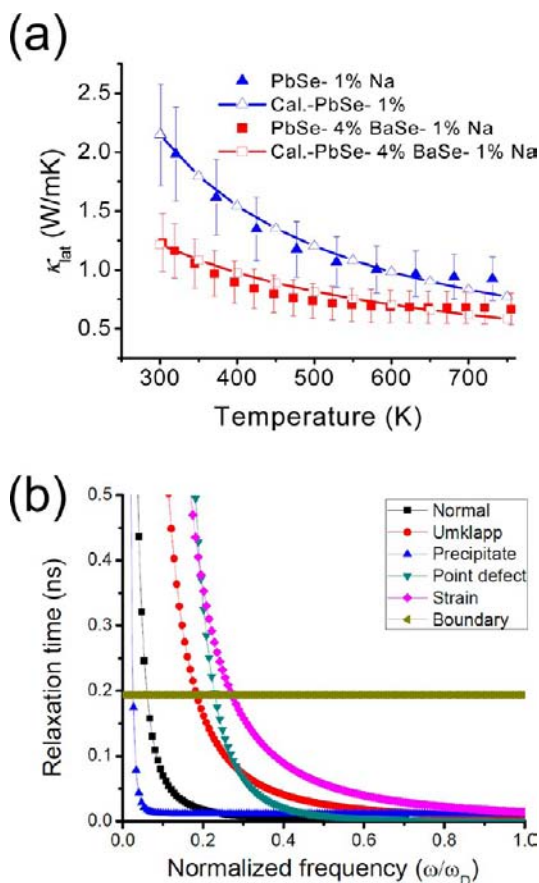 (a)
PbSe- 1% Na
Cal.-PbSe- 1%
PbSe- 4% BaSe- 1% Na
Cal.-PbSe- 4% BaSe- 1% Na
2.5
2.0
1.5
1.0
0.5
κlat (W/mK)
300 400 500 600 700
Temperature (K)
(b)
Normal
Umklapp
Precipitate
Point defect
Strain
Boundary
0.5
0.4
0.3
0.2
0.1
0.0
Relaxation time (ns)
0.0 0.2 0.4 0.6 0.8 1.0
Normalized frequency (ω/ωD)